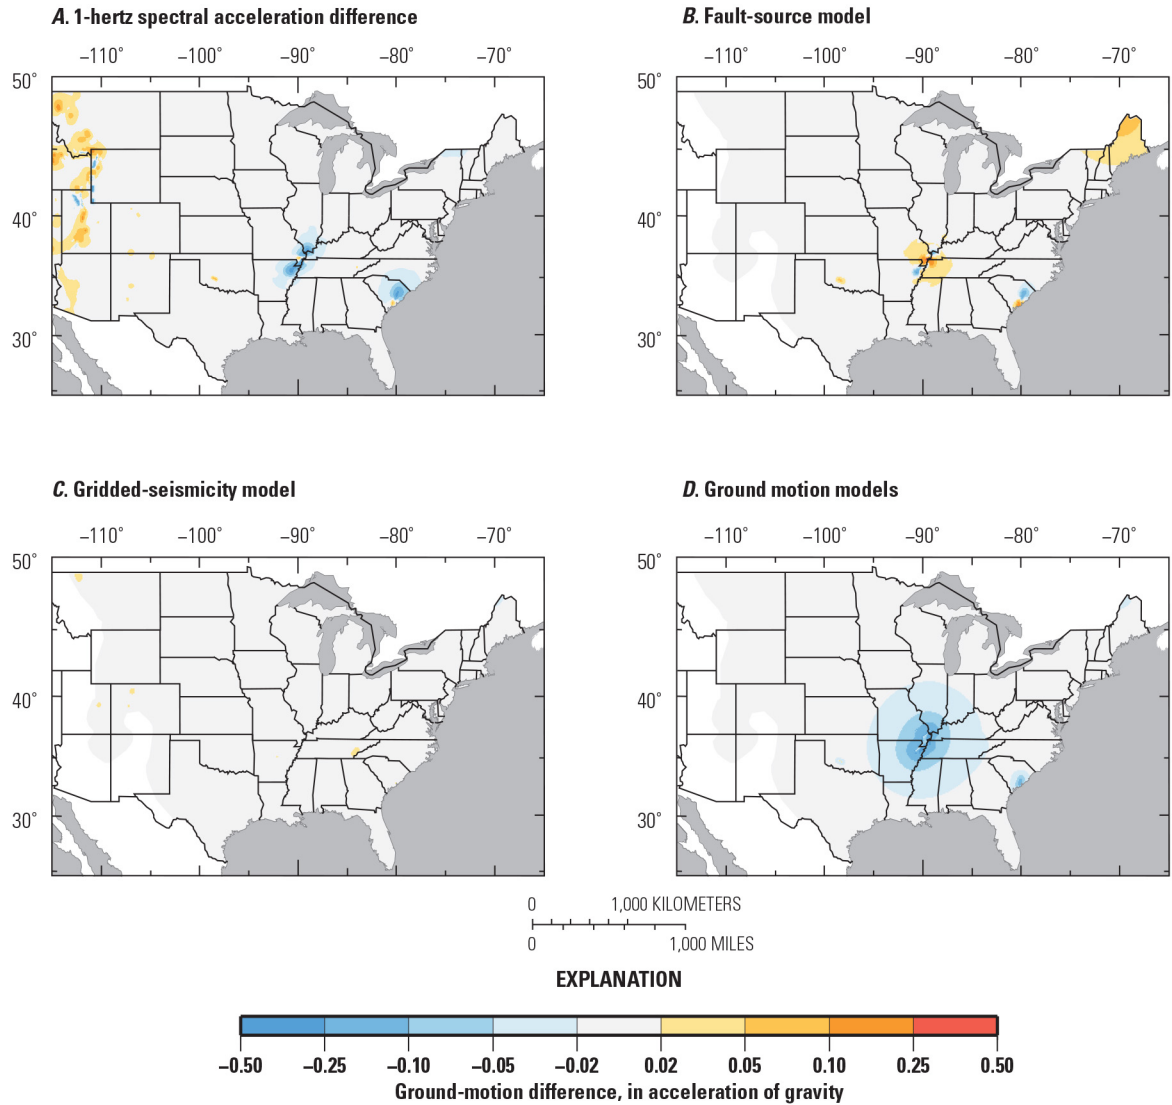 A. 1-hertz spectral acceleration difference
−110° −100° −90° −80° −70°
50°
40°
30°
B. Fault-source model
−110° −100° −90° −80° −70°
50°
40°
30°
C. Gridded-seismicity model
−110° −100° −90° −80° −70°
50°
40°
30°
D. Ground motion models
−110° −100° −90° −80° −70°
50°
40°
30°
0 1,000 KILOMETERS
0 1,000 MILES
EXPLANATION
−0.50 −0.25 −0.10 −0.05 −0.02 0.02 0.05 0.10 0.25 0.50
Ground-motion difference, in acceleration of gravity